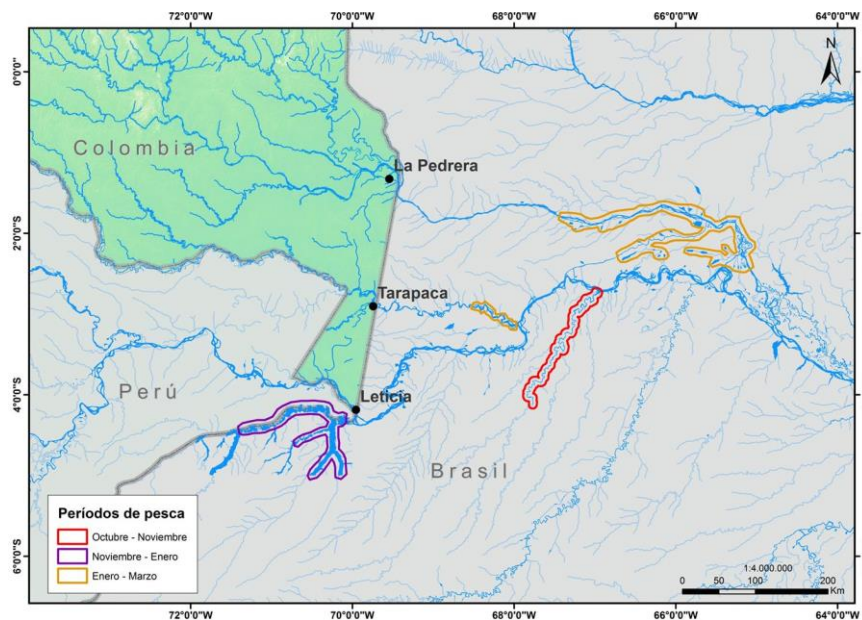 72°0'0"W 70°0'0"W 68°0'0"W 66°0'0"W 64°0'0"W
N
0°0'0"
Colombia
La Pedrera
2°0'0"S
Tarapaca
Perú
4°0'0"S
Leticia
Brasil
Períodos de pesca
Octubre - Noviembre
Noviembre - Enero
Enero - Marzo
6°0'0"S
1:4.000.000
0 50 100 200
Km
72°0'0"W 70°0'0"W 68°0'0"W 66°0'0"W 64°0'0"W